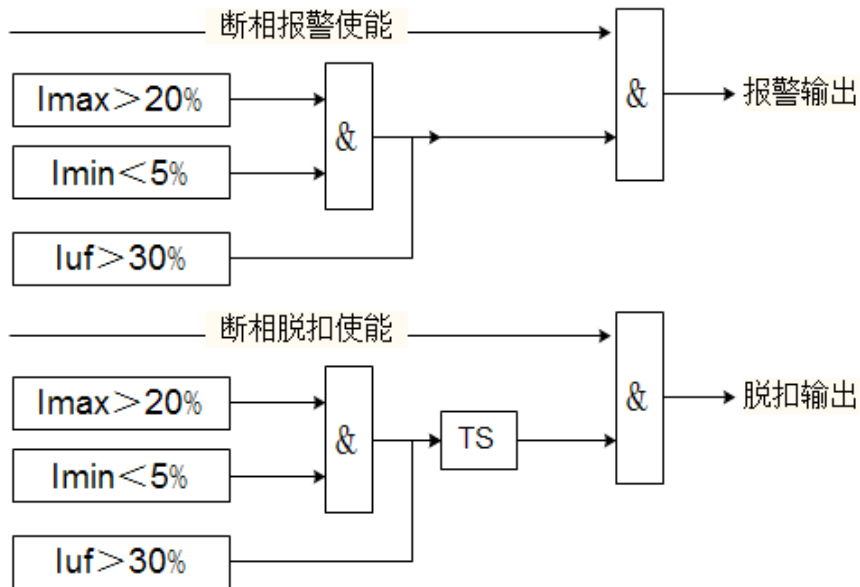 断相报警使能
Imax＞20%
&
Imin＜5%
Iuf＞30%
&
报警输出
断相脱扣使能
Imax＞20%
&
Imin＜5%
Iuf＞30%
TS
&
脱扣输出